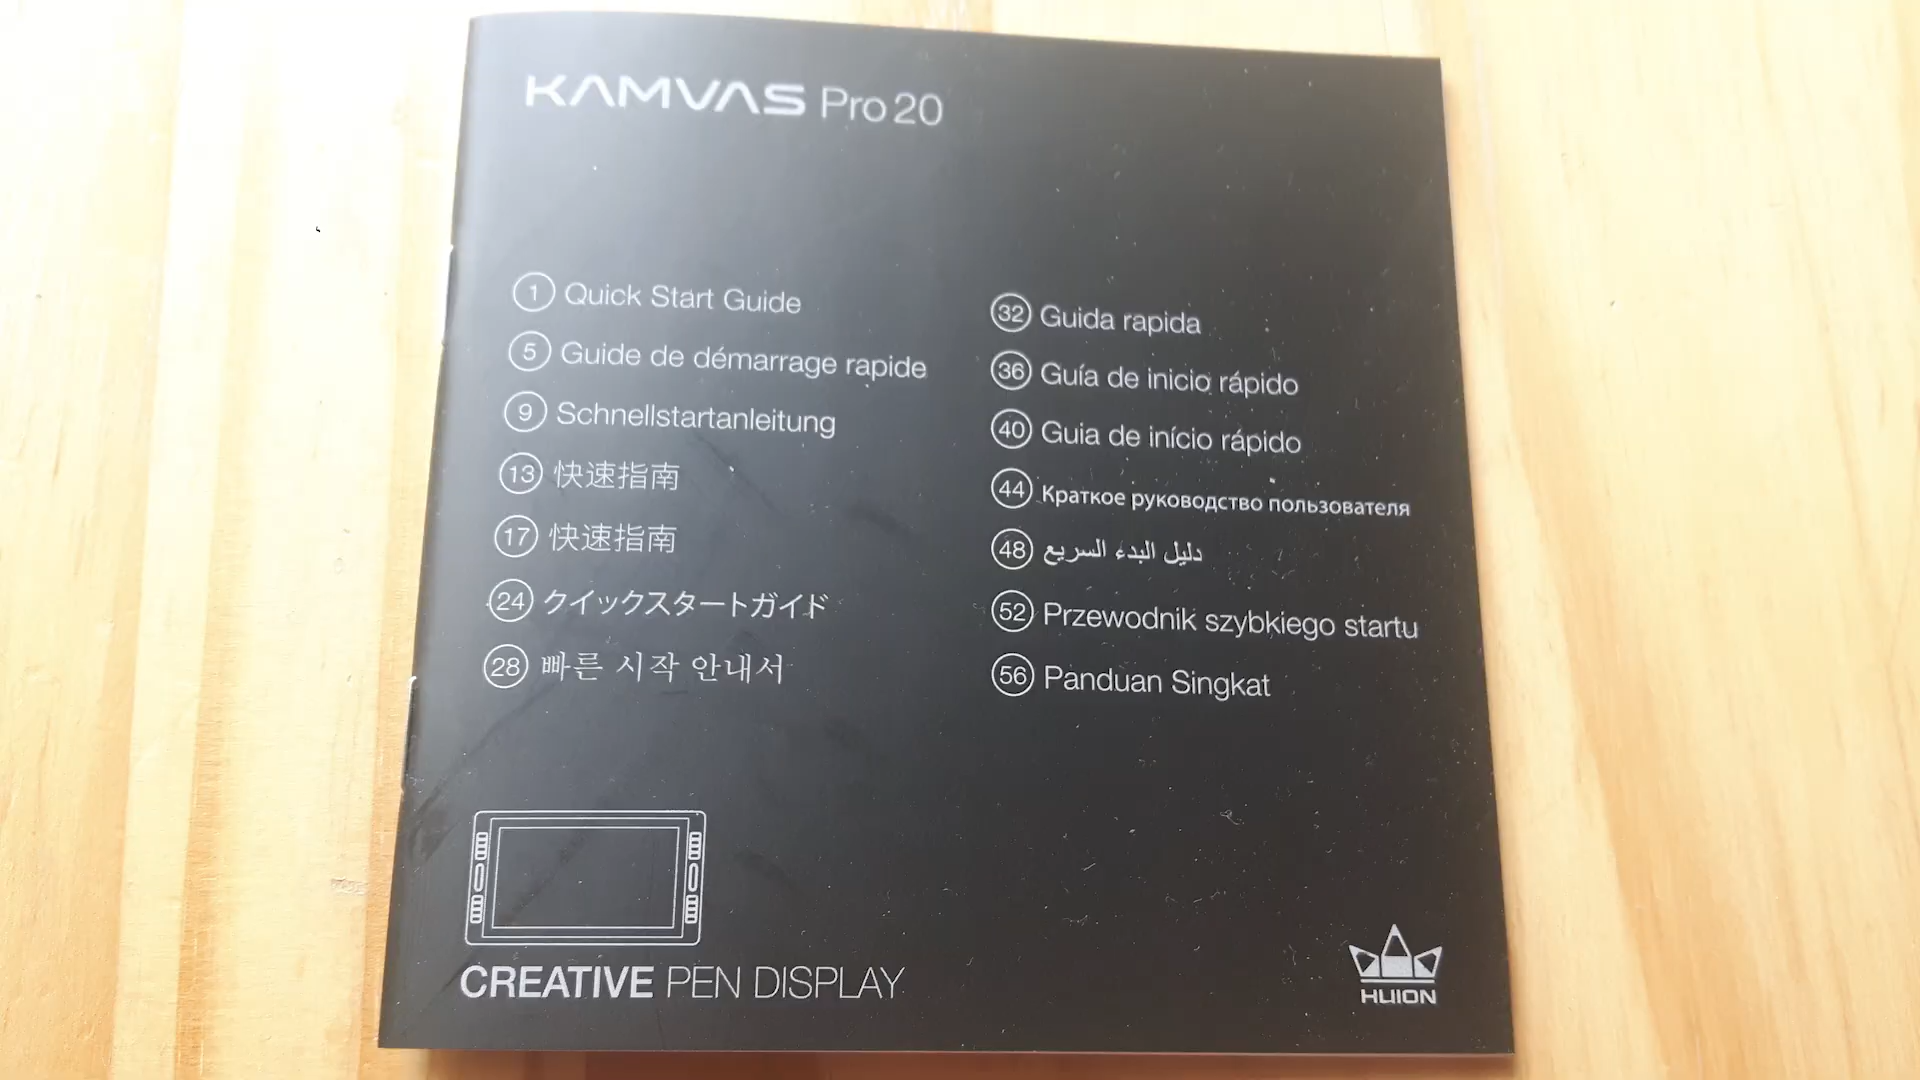 KAMVAS Pro 20
1 Quick Start Guide
5 Guide de démarrage rapide
9 Schnellstartanleitung
13 快速指南
17 快速指南
24 クイックスタートガイド
28 빠른 시작 안내서
32 Guida rapida
36 Guía de inicio rápido
40 Guia de início rápido
44 Краткое руководство пользователя
48 دليل البدء السريع
52 Przewodnik szybkiego startu
56 Panduan Singkat
CREATIVE PEN DISPLAY
HUION